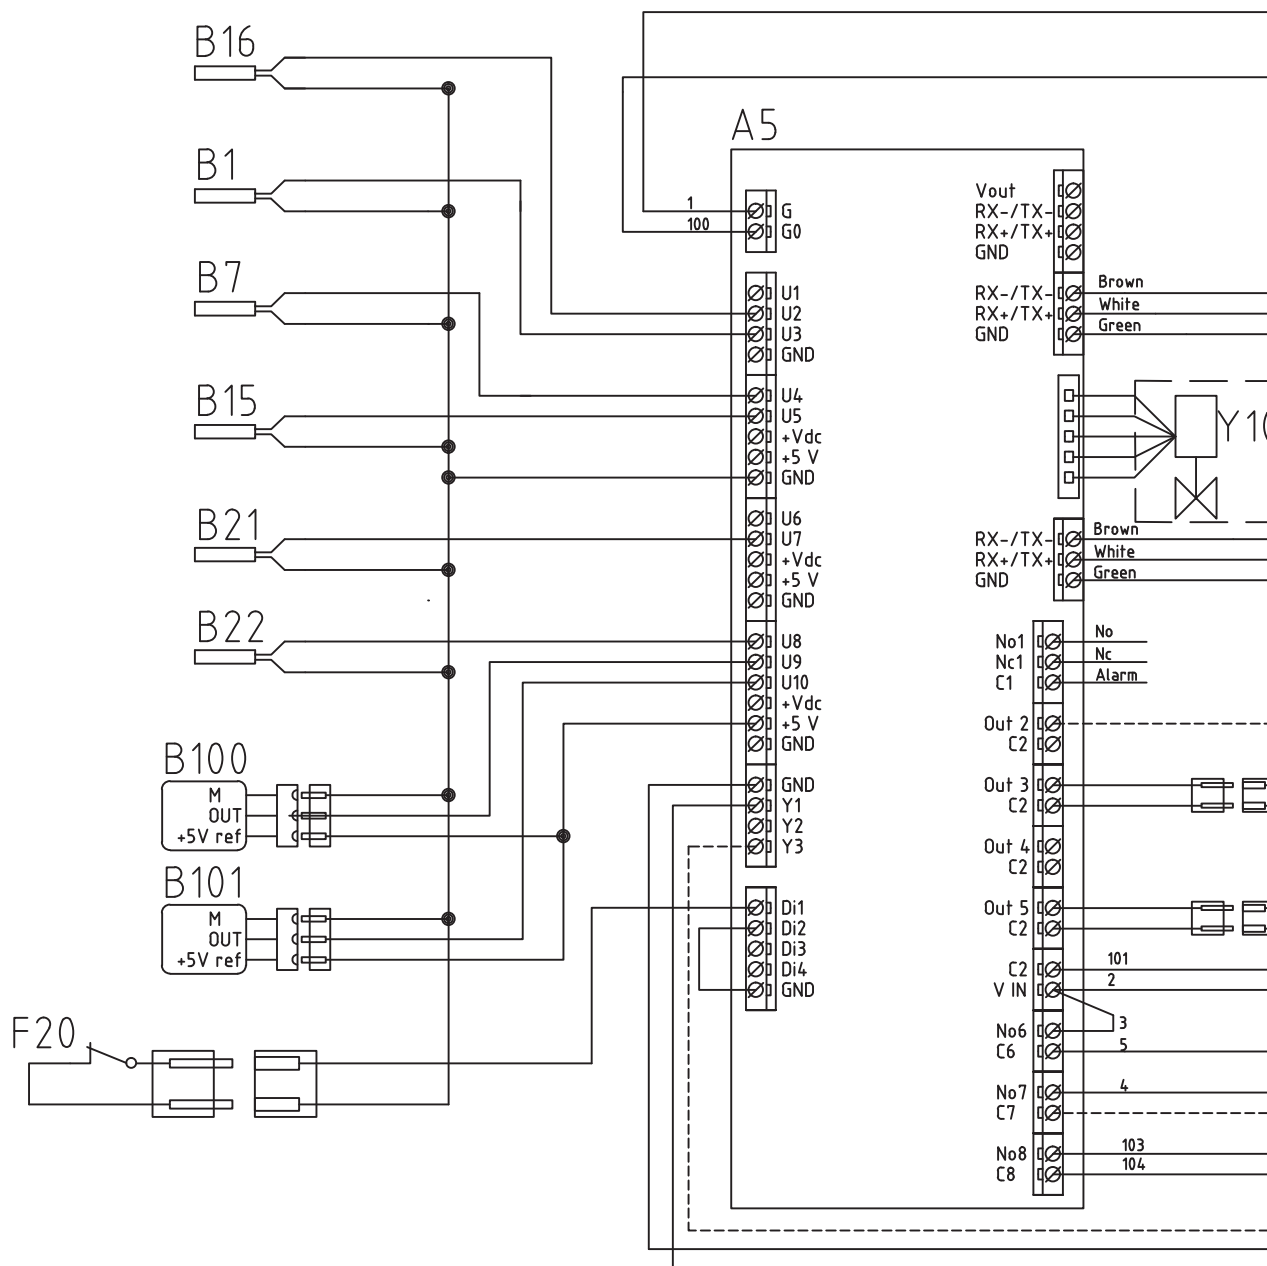 B16
B1
B7
B15
B21
B22
B100
M
OUT
+5V ref
B101
M
OUT
+5V ref
F20
A5
1
100
G
G0
U1
U2
U3
GND
U4
U5
+Vdc
+5 V
GND
U6
U7
+Vdc
+5 V
GND
U8
U9
U10
+Vdc
+5 V
GND
GND
Y1
Y2
Y3
Di1
Di2
Di3
Di4
GND
Vout
RX-/TX-
RX+/TX+
GND
RX-/TX- Brown
RX+/TX+ White
GND Green
RX-/TX- Brown
RX+/TX+ White
GND Green
No1 No
Nc1 Nc
C1 Alarm
Out 2
C2
Out 3
C2
Out 4
C2
Out 5
C2
C2 101
V IN 2
No6 3
C6 5
No7 4
C7
No8 103
C8 104